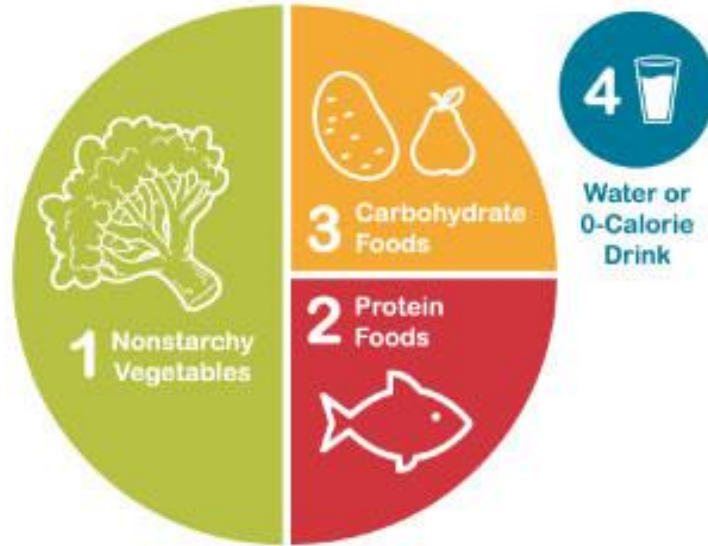 1 Nonstarchy
Vegetables
2 Protein
Foods
3 Carbohydrate
Foods
4
Water or
0-Calorie
Drink